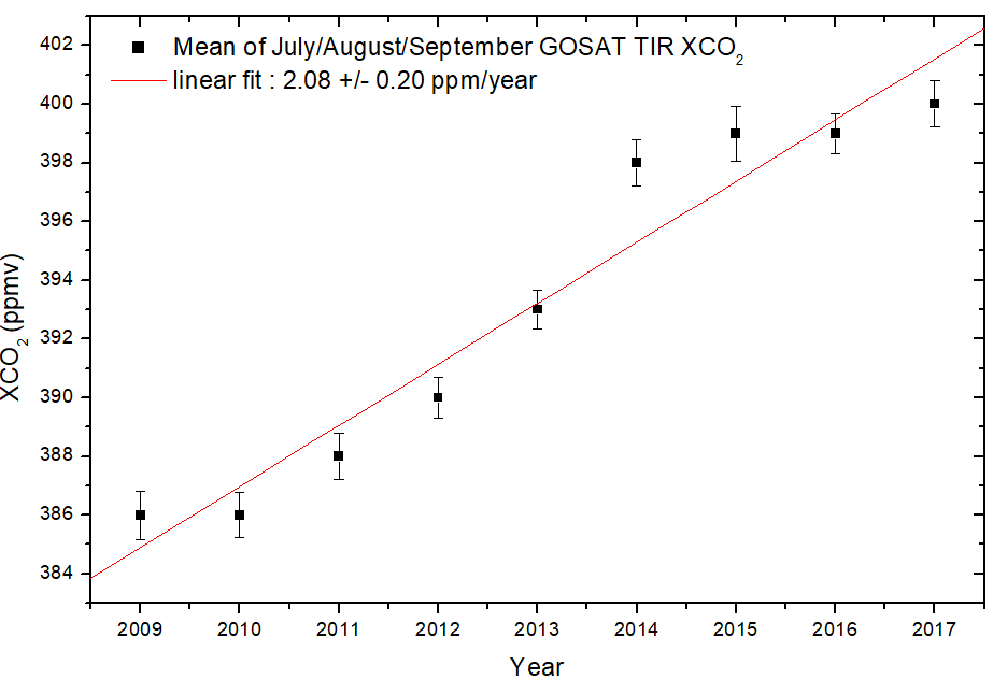 Mean of July/August/September GOSAT TIR XCO₂
linear fit : 2.08 +/- 0.20 ppm/year
402
400
398
396
394
392
390
388
386
384
XCO₂ (ppmv)
2009 2010 2011 2012 2013 2014 2015 2016 2017
Year